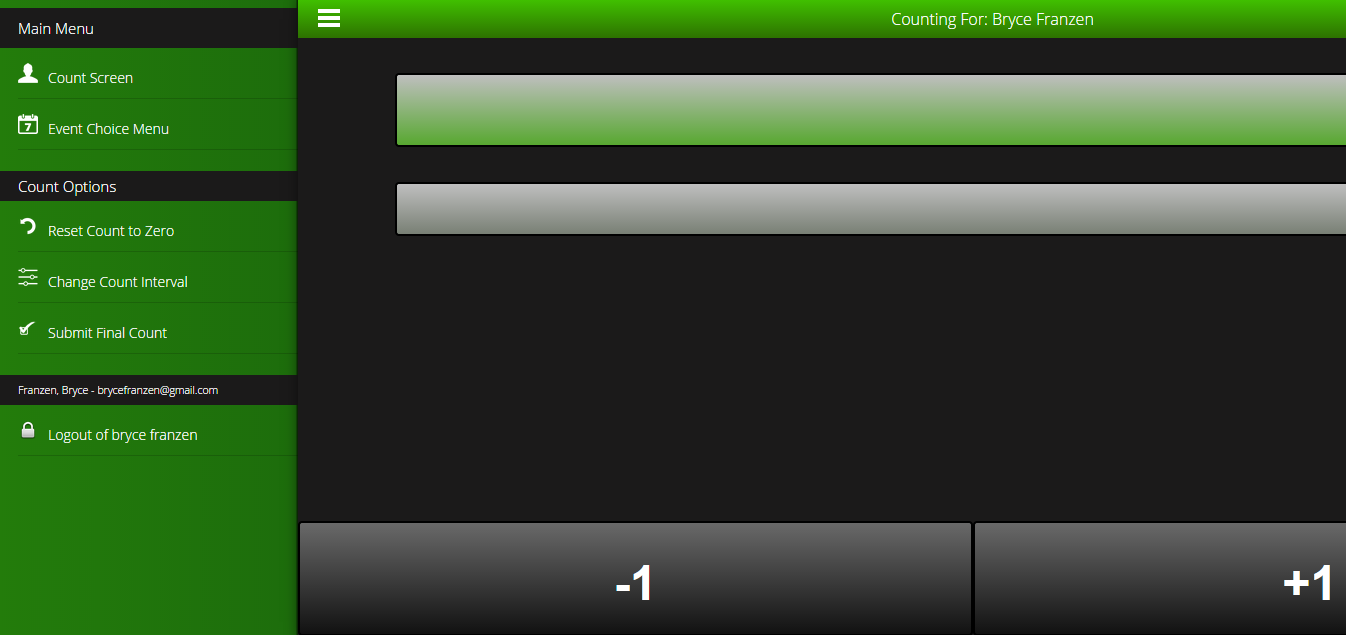 Main Menu
Counting For: Bryce Franzen
Count Screen
7
Event Choice Menu
Count Options
Reset Count to Zero
Change Count Interval
Submit Final Count
Franzen, Bryce - brycefranzen@gmail.com
Logout of bryce franzen
-1
+1